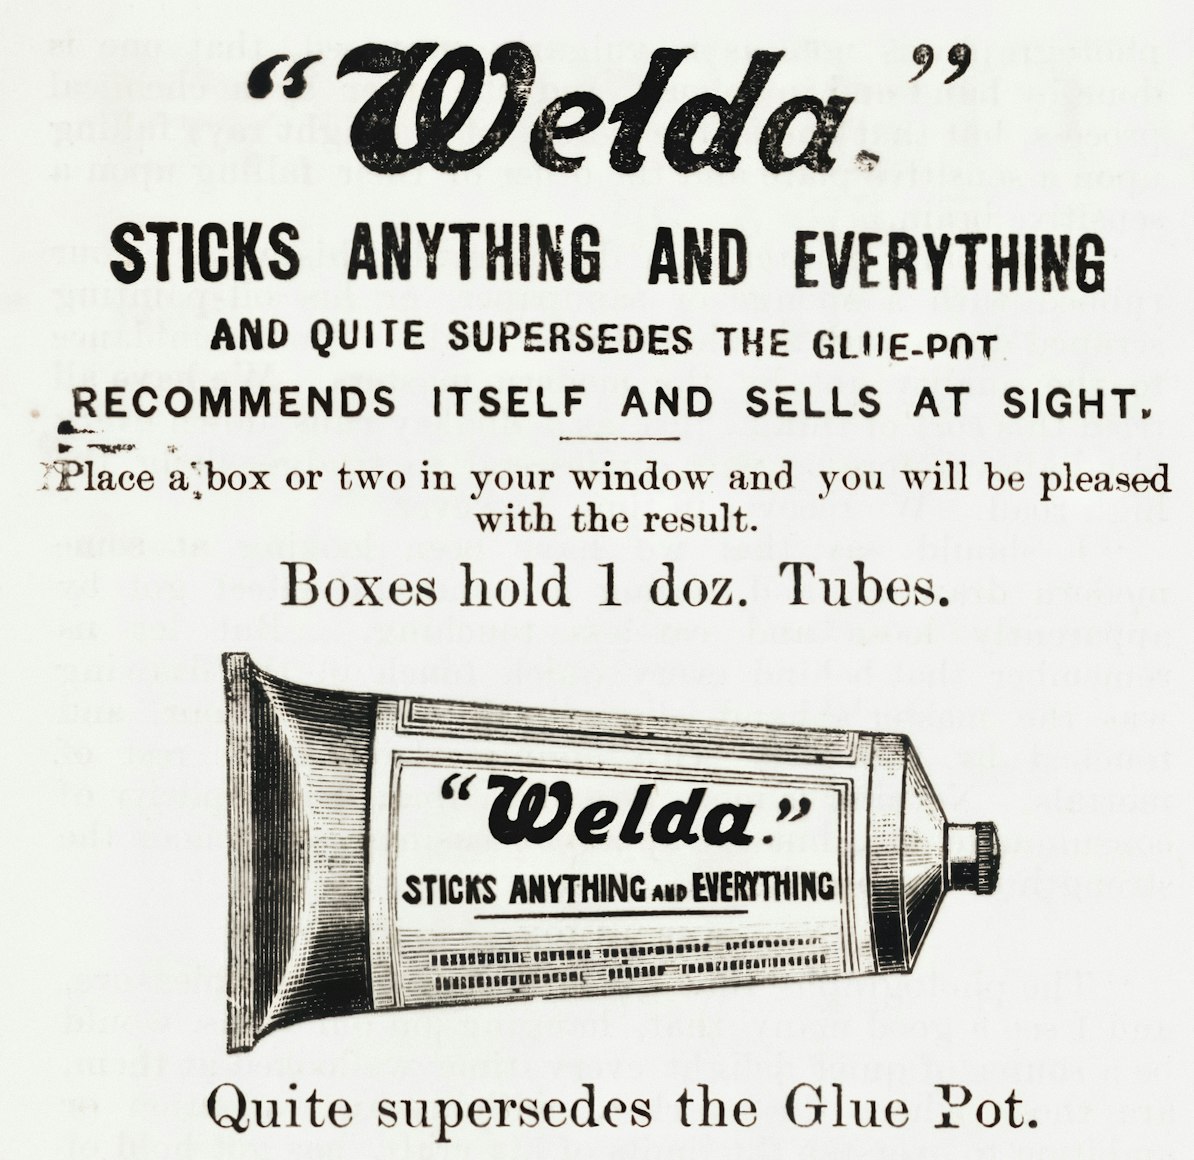 “Welda.”
STICKS ANYTHING AND EVERYTHING
AND QUITE SUPERSEDES THE GLUE-POT.
RECOMMENDS ITSELF AND SELLS AT SIGHT.
Place a box or two in your window and you will be pleased
with the result.
Boxes hold 1 doz. Tubes.
“Welda.”
STICKS ANYTHING AND EVERYTHING
Quite supersedes the Glue Pot.